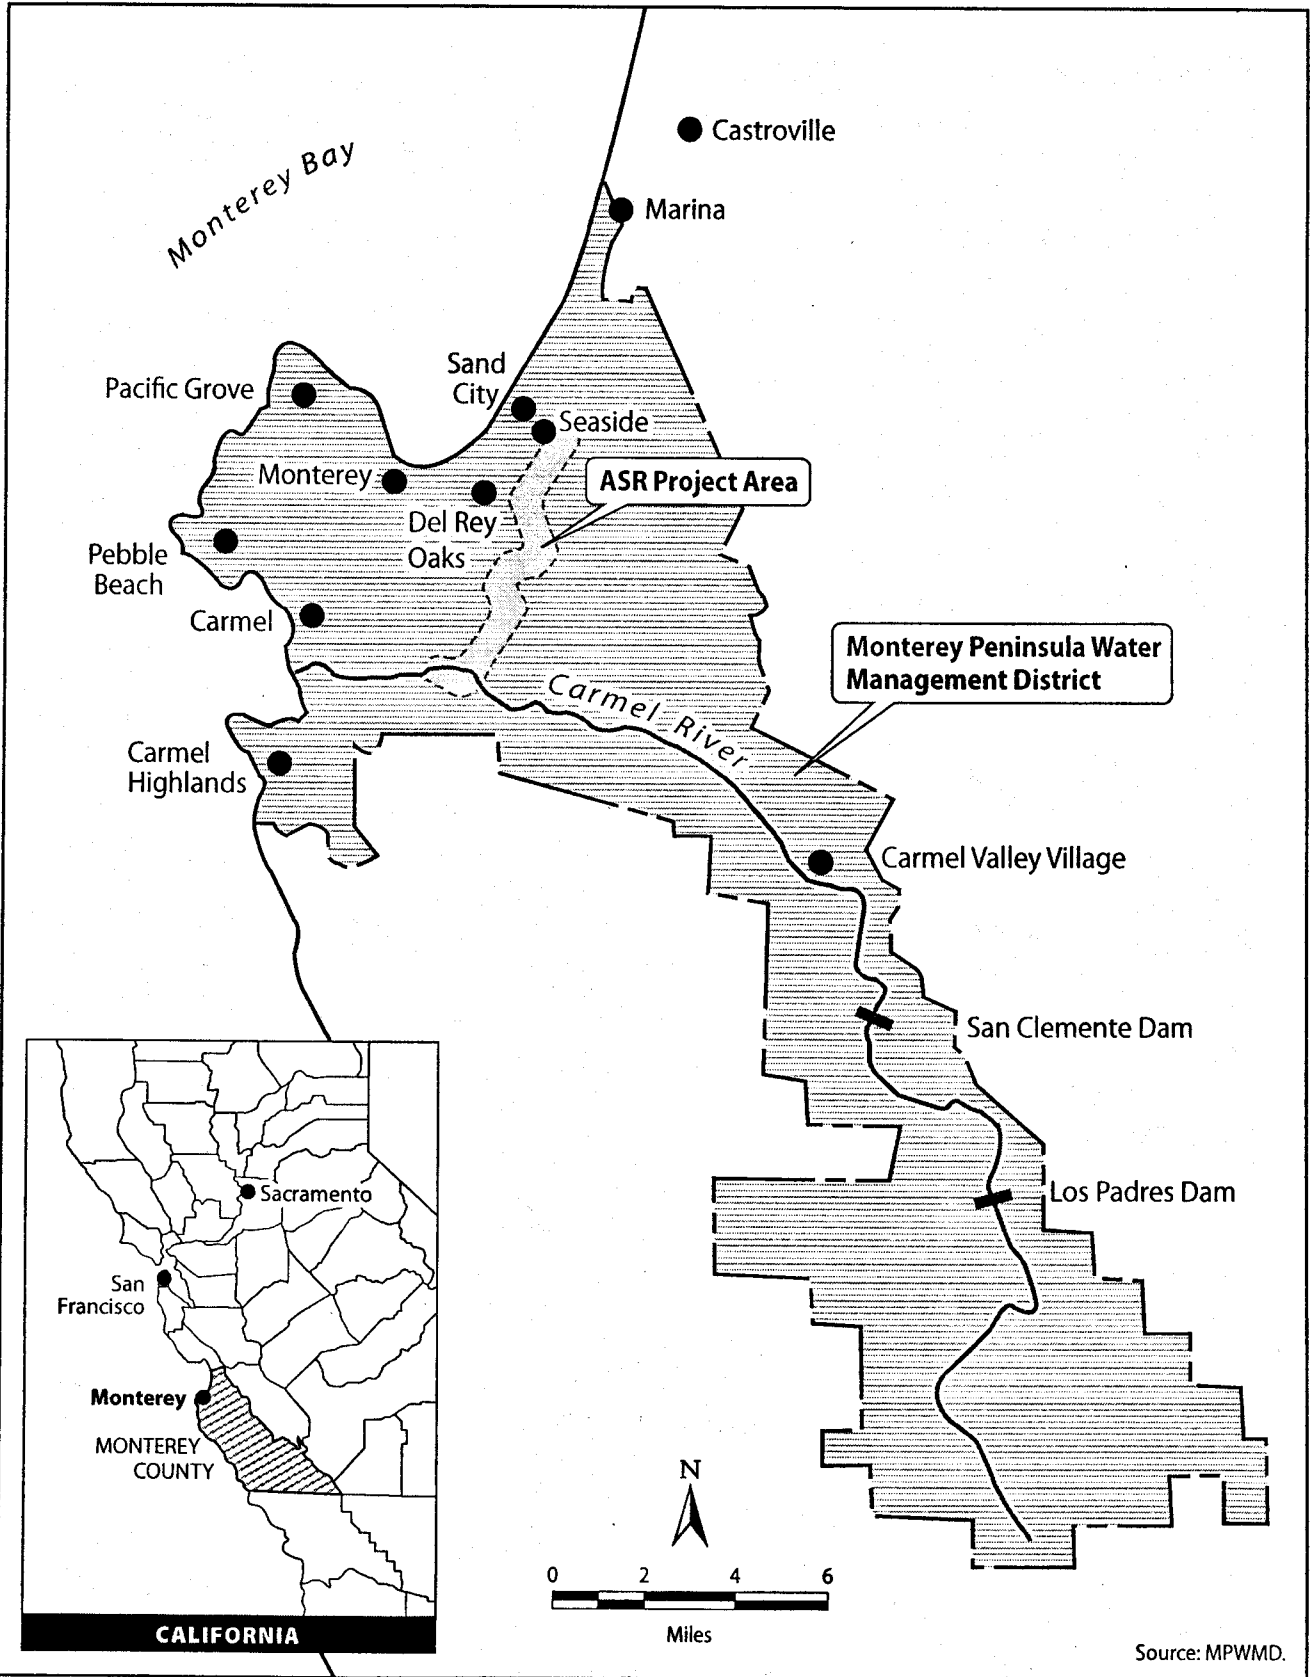 Castroville
Monterey Bay
Marina
Sand
City
Pacific Grove
Seaside
Monterey
ASR Project Area
Del Rey
Oaks
Pebble
Beach
Carmel
Monterey Peninsula Water
Management District
Carmel River
Carmel
Highlands
Carmel Valley Village
San Clemente Dam
Los Padres Dam
Sacramento
San
Francisco
Monterey
MONTEREY
COUNTY
CALIFORNIA
N
0 2 4 6
Miles
Source: MPWMD.